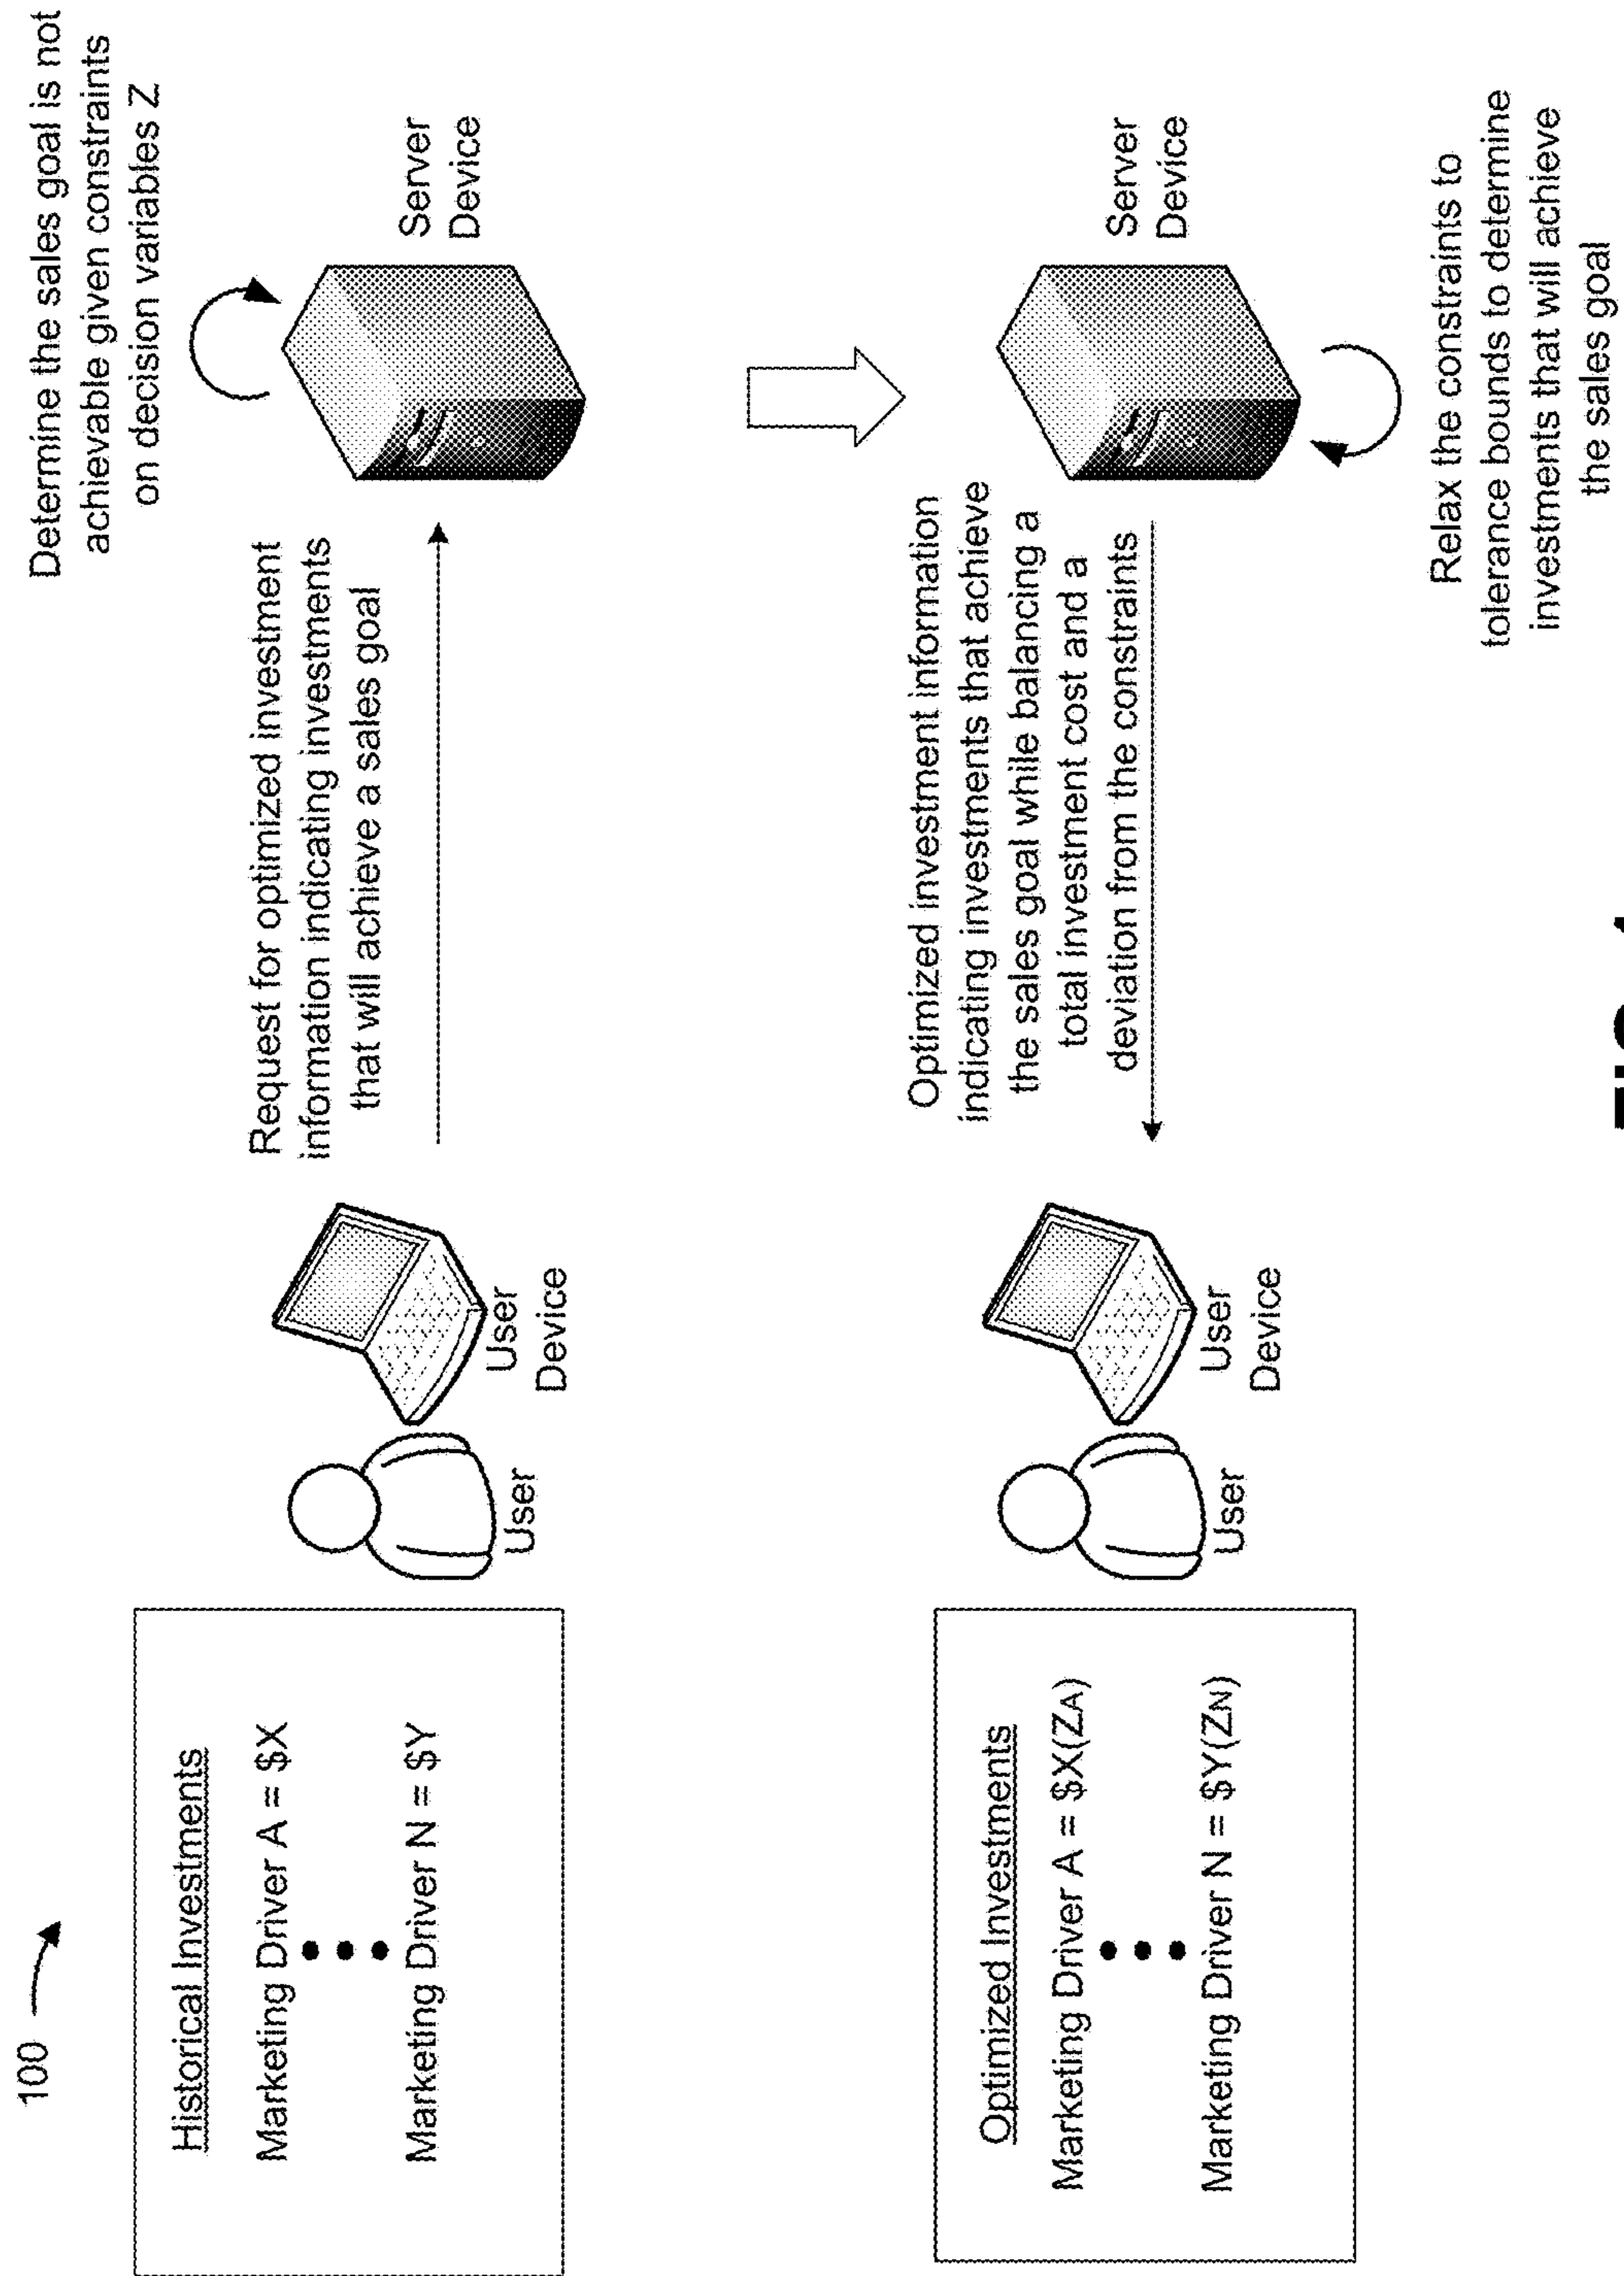 100
Historical Investments
Marketing Driver A = $X
Marketing Driver N = $Y
User
User
Device
Request for optimized investment
information indicating investments
that will achieve a sales goal
Determine the sales goal is not
achievable given constraints
on decision variables Z
Server
Device
Optimized Investments
Marketing Driver A = $X(ZA)
Marketing Driver N = $Y(ZN)
User
User
Device
Optimized investment information
indicating investments that achieve
the sales goal while balancing a
total investment cost and a
deviation from the constraints
Server
Device
Relax the constraints to
tolerance bounds to determine
investments that will achieve
the sales goal